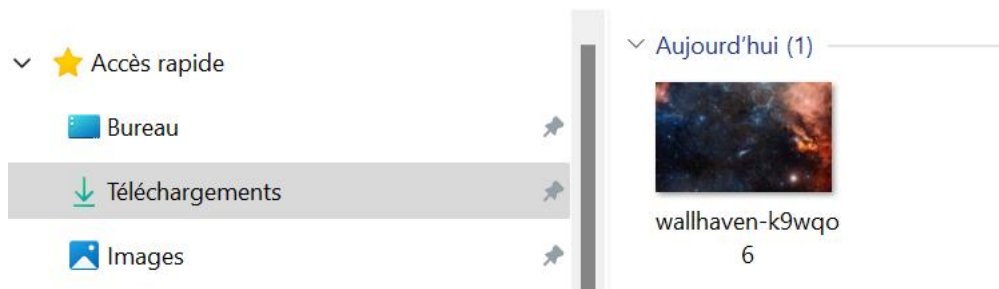 Accès rapide
Bureau
Téléchargements
Images
Aujourd'hui (1)
wallhaven-k9wqo
6